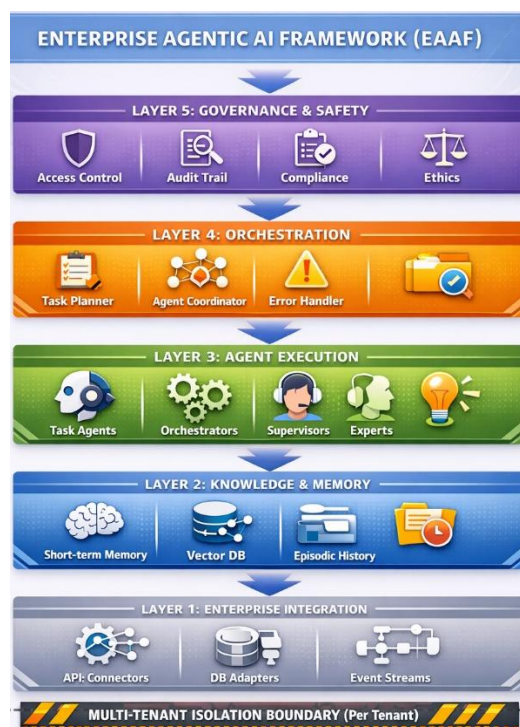 ENTERPRISE AGENTIC AI FRAMEWORK (EAAF)
LAYER 5: GOVERNANCE & SAFETY
Access Control Audit Trail Compliance Ethics
LAYER 4: ORCHESTRATION
Task Planner Agent Coordinator Error Handler
LAYER 3: AGENT EXECUTION
Task Agents Orchestrators Supervisors Experts
LAYER 2: KNOWLEDGE & MEMORY
Short-term Memory Vector DB Episodic History
LAYER 1: ENTERPRISE INTEGRATION
API: Connectors DB Adapters Event Streams
MULTI-TENANT ISOLATION BOUNDARY (Per Tenant)